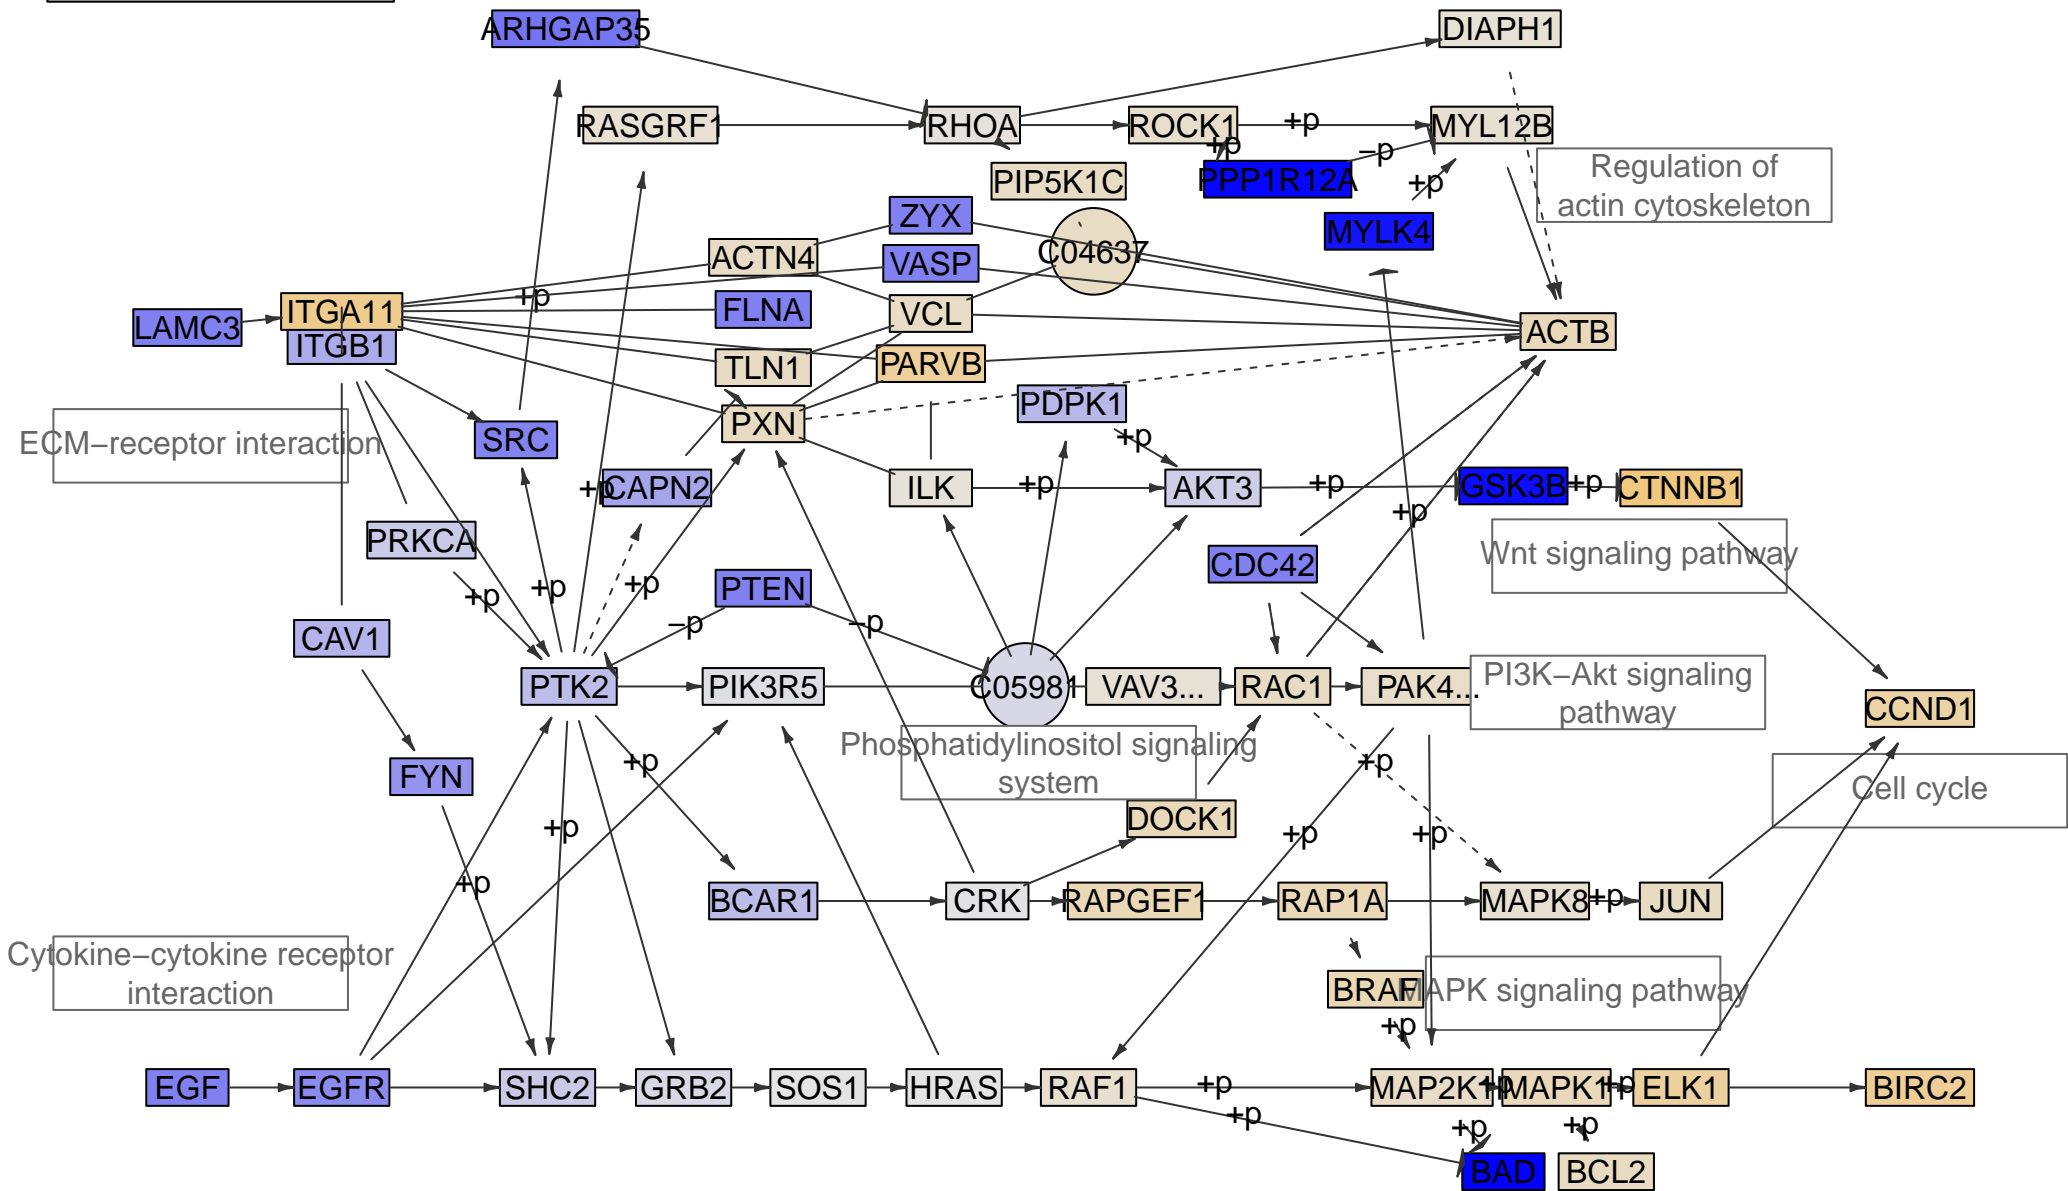 ARHGAP35
DIAPH1
RASGRF1
RHOA
ROCK1
+p
MYL12B
+p
−p
Regulation of
actin cytoskeleton
PIP5K1C
PPP1R12A
+p
ZYX
MYLK4
ACTN4
VASP
C04637
+p
ITGA11
FLNA
VCL
LAMC3
ACTB
ITGB1
TLN1
PARVB
PDPK1
PXN
ECM−receptor interaction
SRC
+p
+p
CAPN2
ILK
+p
AKT3
+p
GSK3B
+p
CTNNB1
+p
PRKCA
Wnt signaling pathway
CDC42
+p
+p
+p
PTEN
−p
−p
CAV1
PTK2
PIK3R5
C05981
VAV3...
RAC1
PAK4...
PI3K−Akt signaling
pathway
CCND1
Phosphatidylinositol signaling
system
+p
+p
FYN
Cell cycle
+p
DOCK1
+p
+p
+p
BCAR1
CRK
RAPGEF1
RAP1A
MAPK8
+p
JUN
Cytokine−cytokine receptor
interaction
BRAF
MAPK signaling pathway
+p
EGF
EGFR
SHC2
GRB2
SOS1
HRAS
RAF1
+p
MAP2K1
+p
MAPK1
+p
ELK1
BIRC2
+p
+p
+p
BAD
BCL2